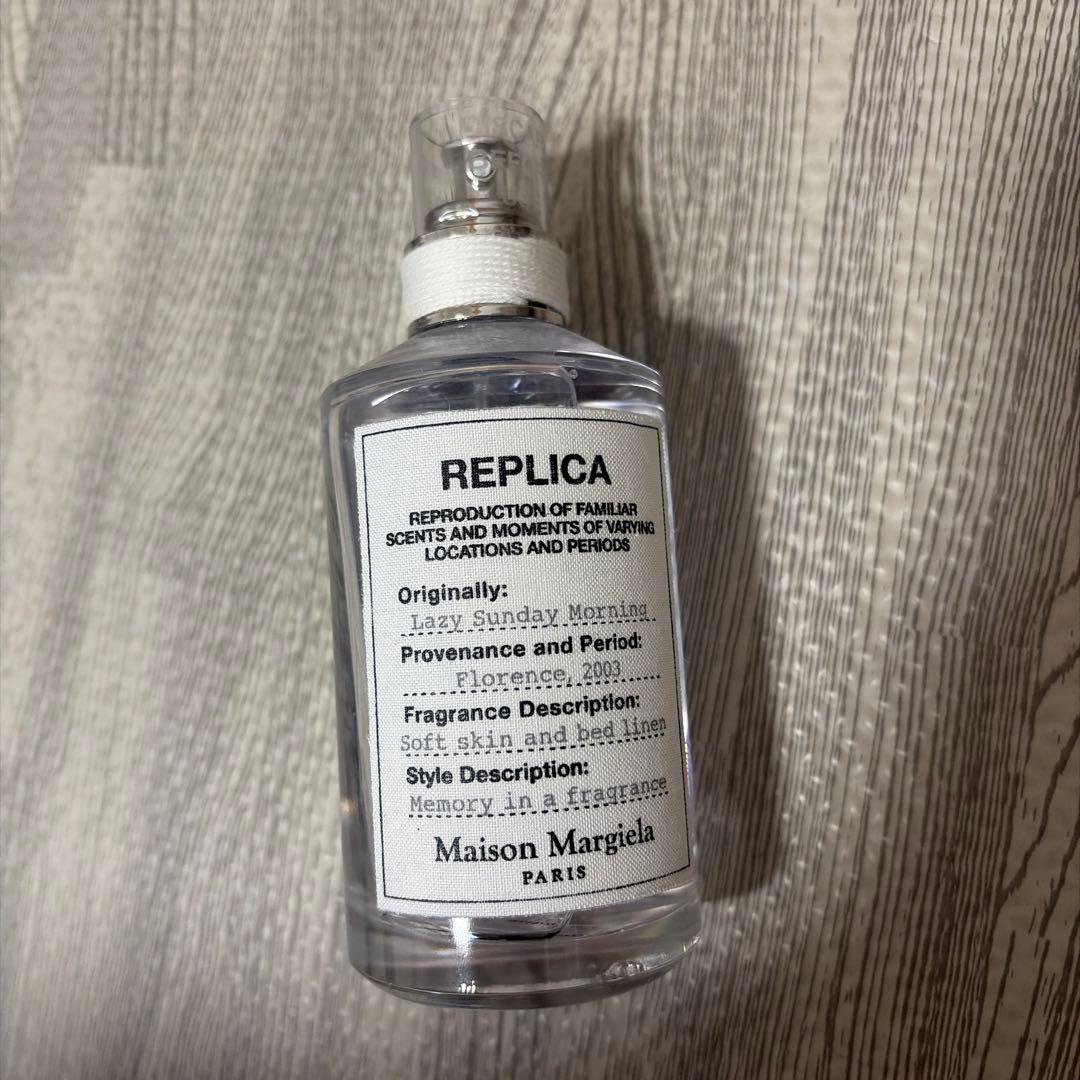 REPLICA
REPRODUCTION OF FAMILIAR
SCENTS AND MOMENTS OF VARYING
LOCATIONS AND PERIODS
Originally:
Lazy Sunday Morning
Provenance and Period:
Florence, 2003
Fragrance Description:
Soft skin and bed linen
Style Description:
Memory in a fragrance
Maison Margiela
PARIS